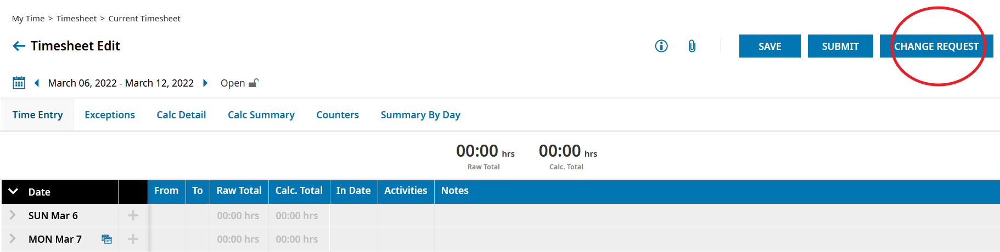 My Time > Timesheet > Current Timesheet
Timesheet Edit
SAVE SUBMIT CHANGE REQUEST
March 06, 2022 - March 12, 2022 Open
Time Entry Exceptions Calc Detail Calc Summary Counters Summary By Day
00:00 hrs 00:00 hrs
Raw Total Calc. Total
Date From To Raw Total Calc. Total In Date Activities Notes
SUN Mar 6 00:00 hrs 00:00 hrs
MON Mar 7 00:00 hrs 00:00 hrs